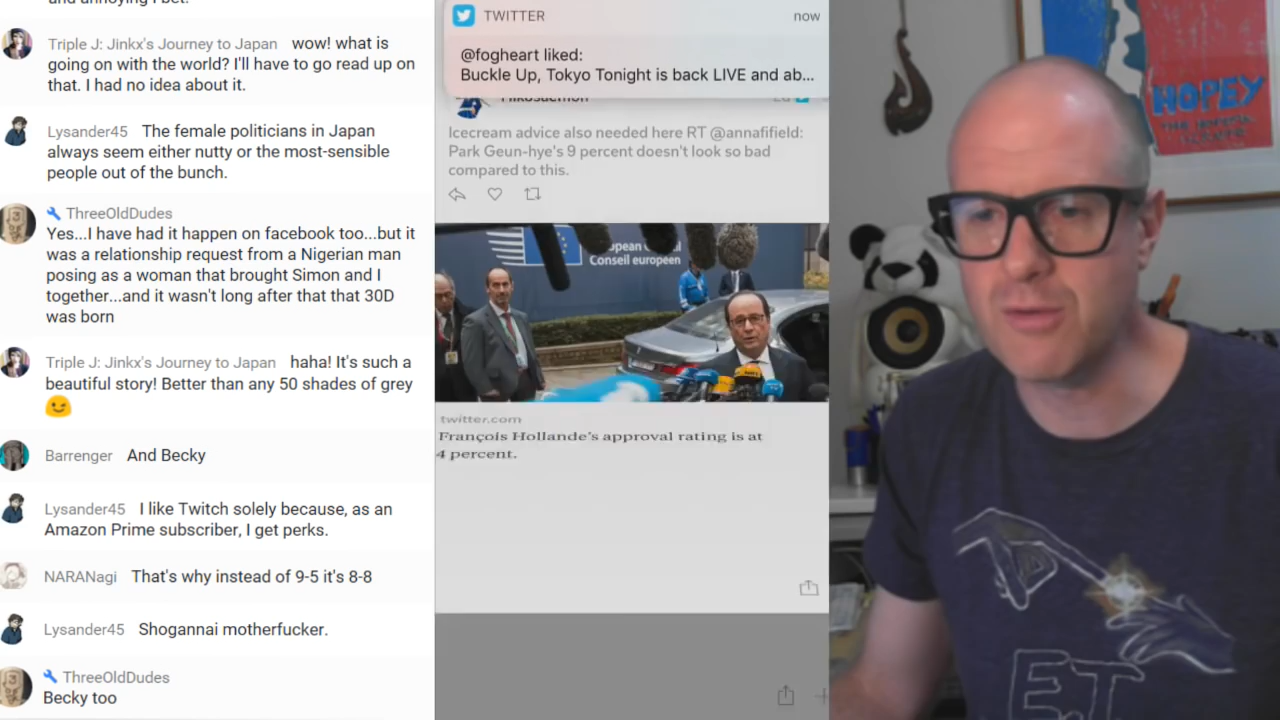 and annoying I bet.
Triple J: Jinkx's Journey to Japan wow! what is
going on with the world? I'll have to go read up on
that. I had no idea about it.
Lysander45 The female politicians in Japan
always seem either nutty or the most-sensible
people out of the bunch.
ThreeOldDudes
Yes...I have had it happen on facebook too...but it
was a relationship request from a Nigerian man
posing as a woman that brought Simon and I
together...and it wasn't long after that that 30D
was born
Triple J: Jinkx's Journey to Japan haha! It's such a
beautiful story! Better than any 50 shades of grey
Barrenger And Becky
Lysander45 I like Twitch solely because, as an
Amazon Prime subscriber, I get perks.
NARANagi That's why instead of 9-5 it's 8-8
Lysander45 Shogannai motherfucker.
ThreeOldDudes
Becky too
TWITTER now
@fogheart liked:
Buckle Up, Tokyo Tonight is back LIVE and ab...
Icecream advice also needed here RT @annafifield:
Park Geun-hye's 9 percent doesn't look so bad
compared to this.
Conseil européen
twitter.com
François Hollande's approval rating is at
4 percent.
HOPEY
E.T